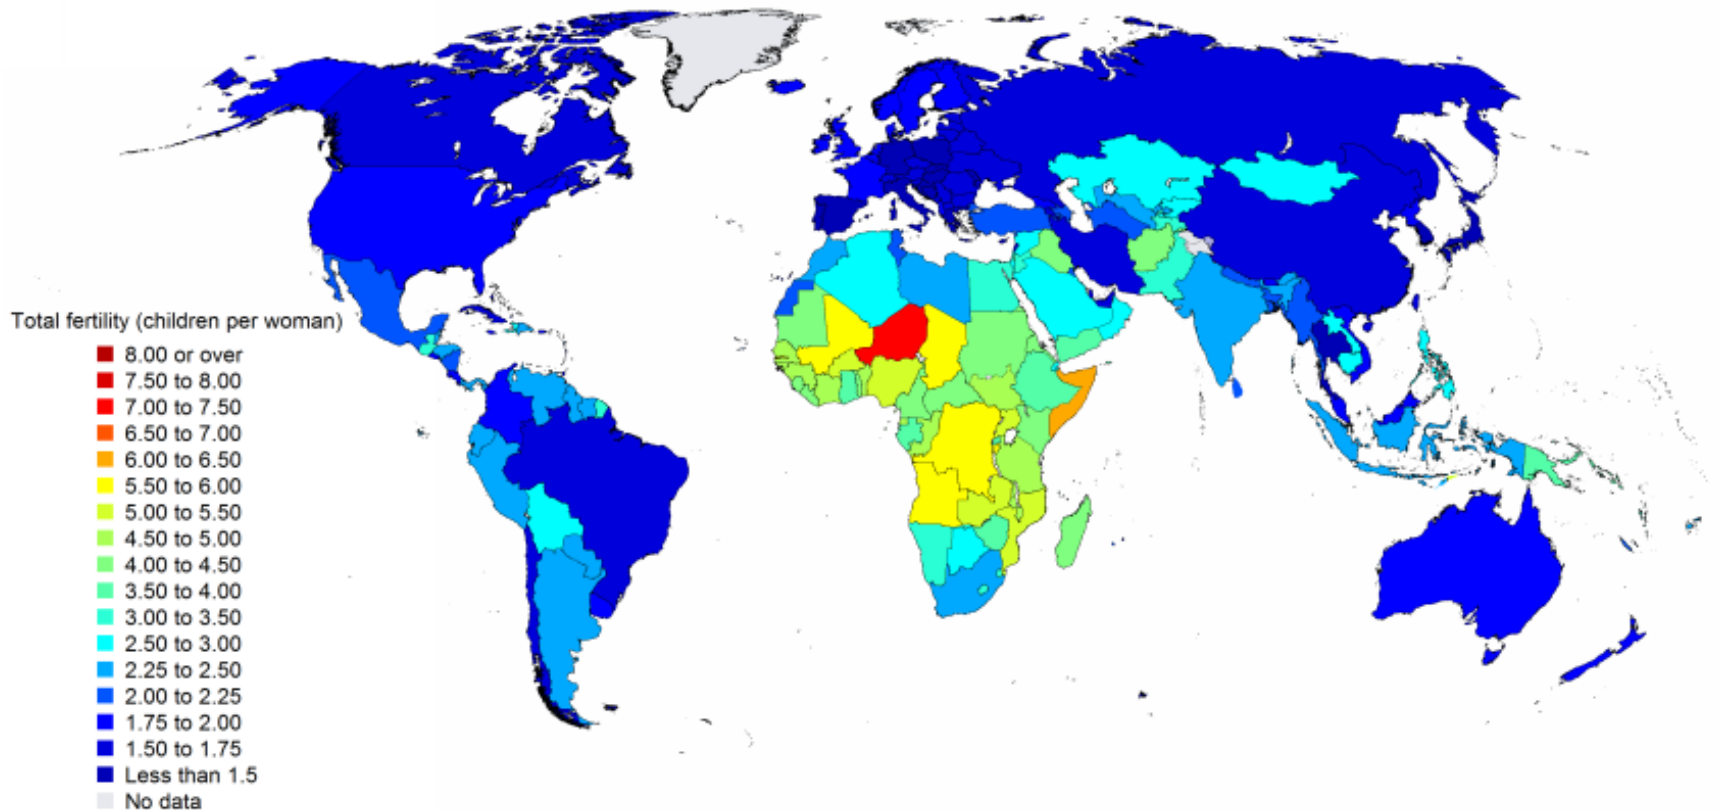 Total fertility (children per woman)
8.00 or over
7.50 to 8.00
7.00 to 7.50
6.50 to 7.00
6.00 to 6.50
5.50 to 6.00
5.00 to 5.50
4.50 to 5.00
4.00 to 4.50
3.50 to 4.00
3.00 to 3.50
2.50 to 3.00
2.25 to 2.50
2.00 to 2.25
1.75 to 2.00
1.50 to 1.75
Less than 1.5
No data